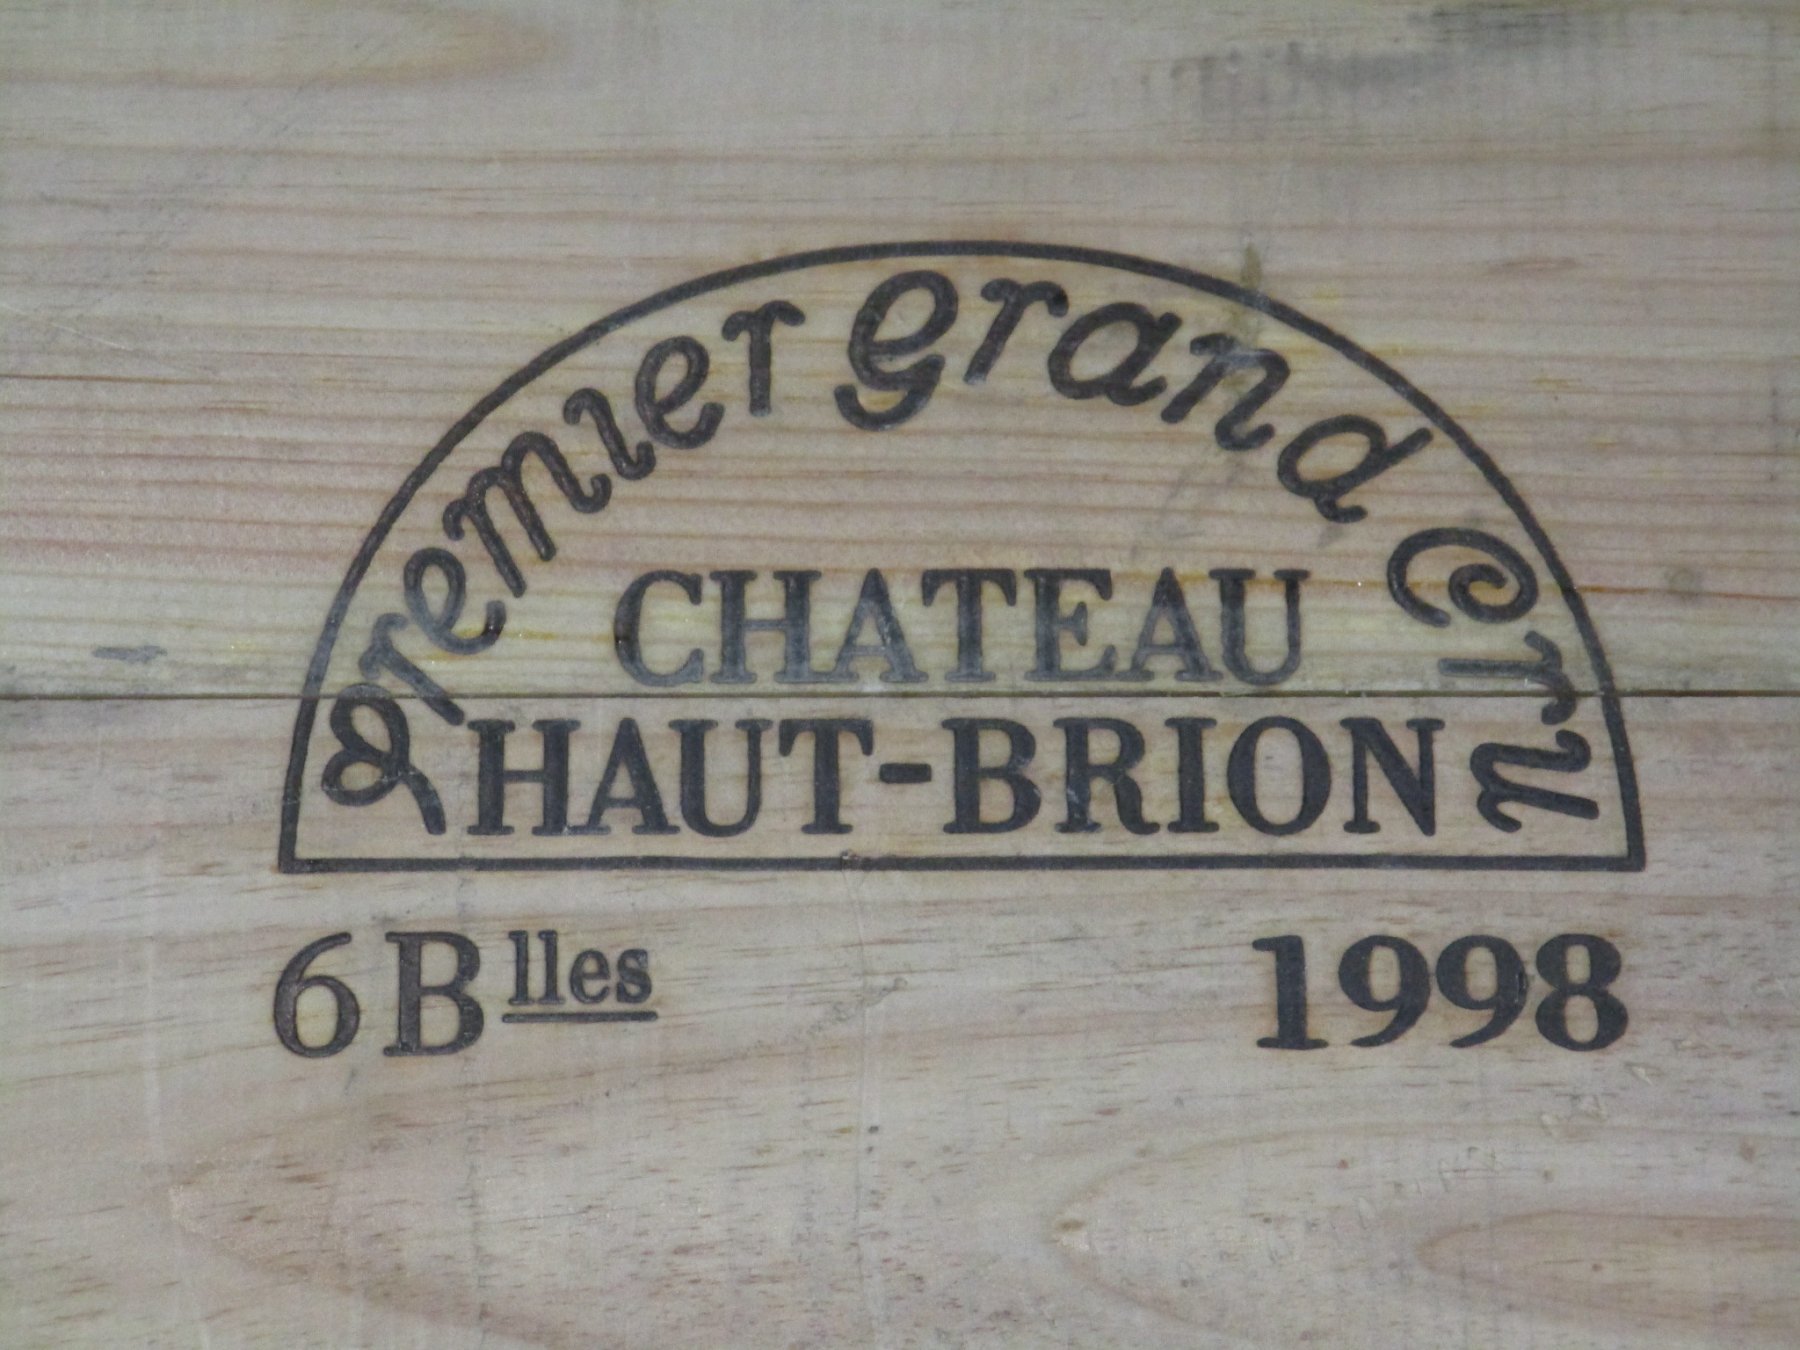 Premier Grand Cru
CHATEAU
HAUT-BRION
6 Blles 1998